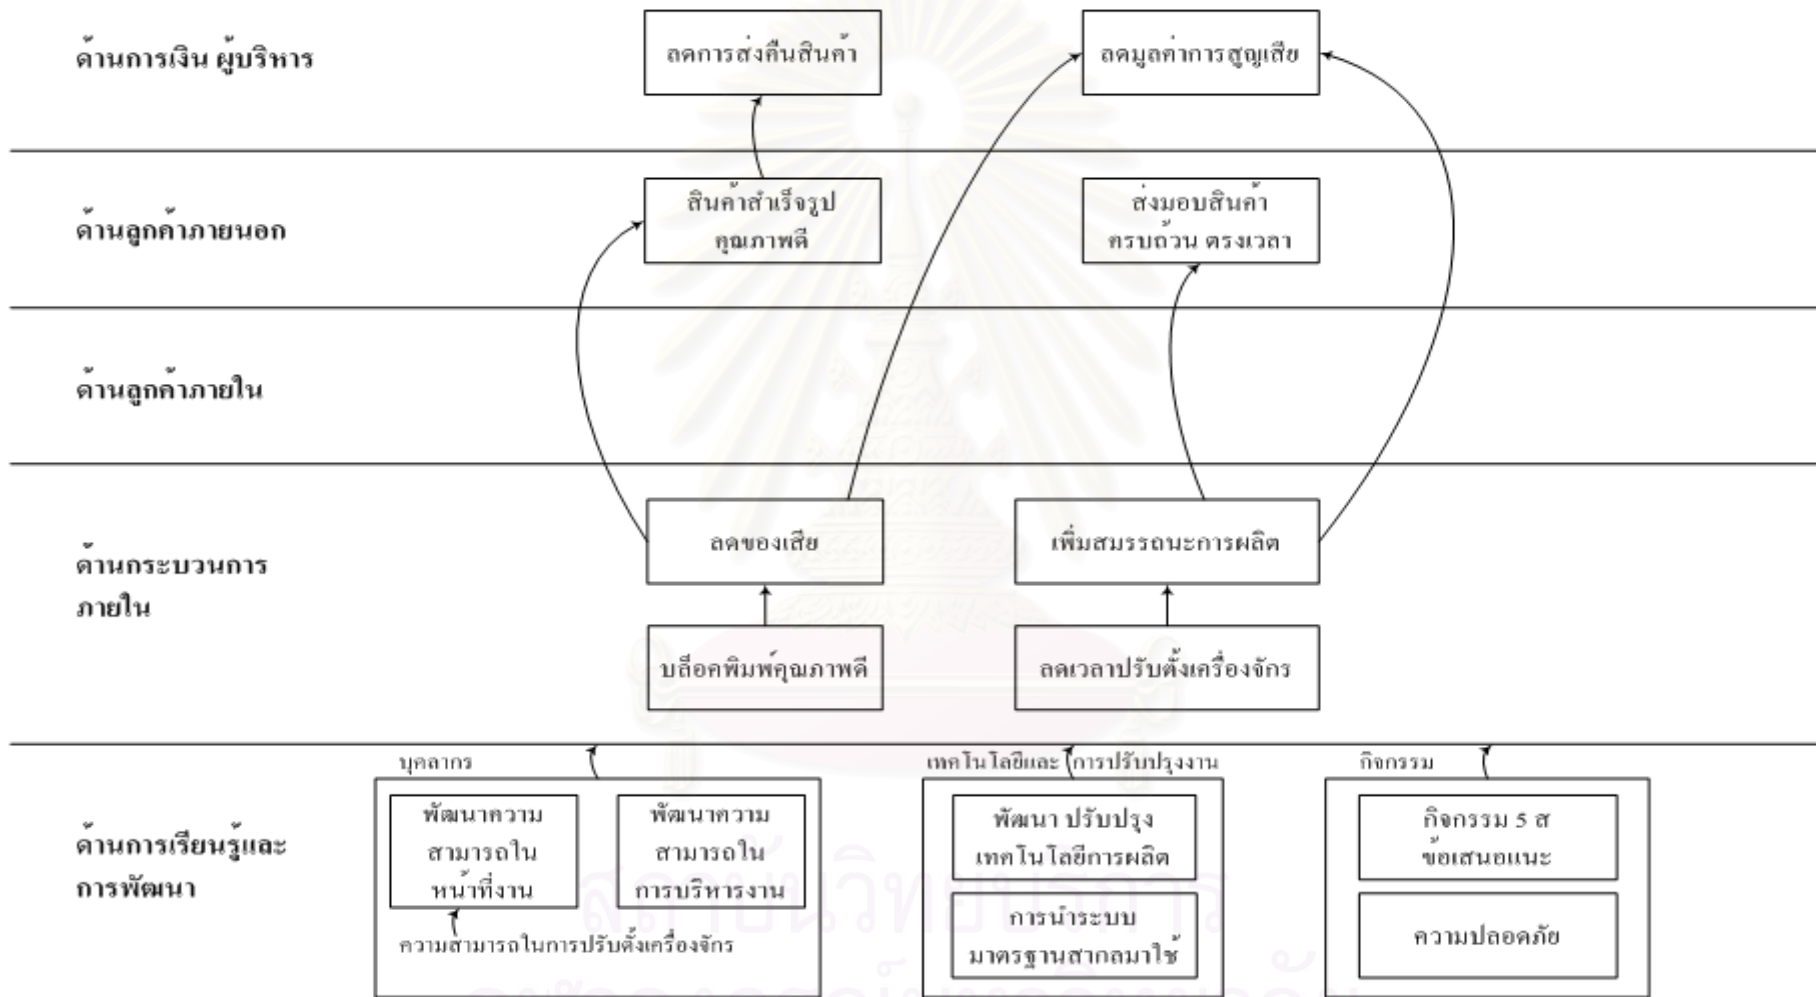 ด้านการเงิน ผู้บริหาร
ลดการส่งคืนสินค้า
ลดมูลค่าการสูญเสีย
ด้านลูกค้าภายนอก
สินค้าสำเร็จรูป
คุณภาพดี
ส่งมอบสินค้า
ครบถ้วน ตรงเวลา
ด้านลูกค้าภายใน
ด้านกระบวนการ
ภายใน
ลดของเสีย
เพิ่มสมรรถนะการผลิต
บล็อคพิมพ์คุณภาพดี
ลดเวลาปรับตั้งเครื่องจักร
ด้านการเรียนรู้และ
การพัฒนา
บุคลากร
พัฒนาความ
สามารถใน
หน้าที่งาน
พัฒนาความ
สามารถใน
การบริหารงาน
ความสามารถในการปรับตั้งเครื่องจักร
เทคโนโลยีและ การปรับปรุงงาน
พัฒนา ปรับปรุง
เทคโนโลยีการผลิต
การนำระบบ
มาตรฐานสากลมาใช้
กิจกรรม
กิจกรรม 5 ส
ข้อเสนอแนะ
ความปลอดภัย
สถาบันวิทยบริการ